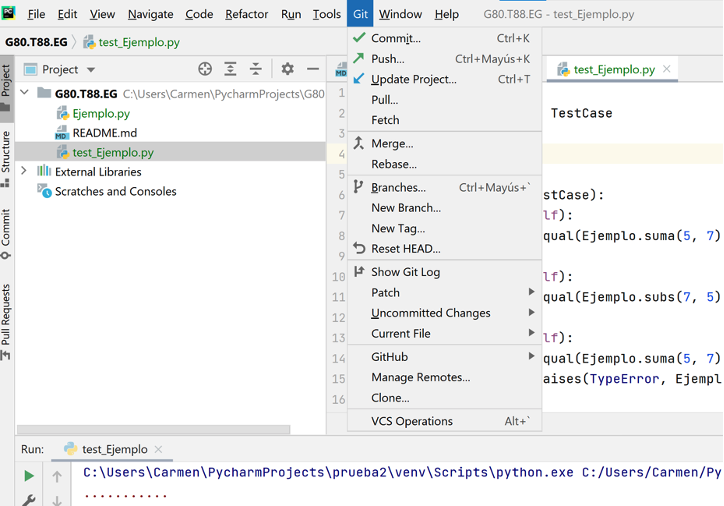 PC File Edit View Navigate Code Refactor Run Tools Git Window Help G80.T88.EG - test_Ejemplo.py
G80.T88.EG test_Ejemplo.py
Project
Structure
Commit
Pull Requests
Project
G80.T88.EG C:\Users\Carmen\PycharmProjects\G80
Ejemplo.py
MD README.md
test_Ejemplo.py
External Libraries
Scratches and Consoles
Commit... Ctrl+K
Push... Ctrl+Mayús+K
Update Project... Ctrl+T
Pull...
Fetch
Merge...
Rebase...
Branches... Ctrl+Mayús+`
New Branch...
New Tag...
Reset HEAD...
Show Git Log
Patch
Uncommitted Changes
Current File
GitHub
Manage Remotes...
Clone...
VCS Operations Alt+`
MD test_Ejemplo.py
1
2 TestCase
3
4
5
6 stCase):
7 lf):
8 qual(Ejemplo.suma(5, 7)
9
10 lf):
11 qual(Ejemplo.subs(7, 5)
12
13 lf):
14 qual(Ejemplo.suma(5, 7)
15 aises(TypeError, Ejempl
16
Run: test_Ejemplo
C:\Users\Carmen\PycharmProjects\prueba2\venv\Scripts\python.exe C:/Users/Carmen/Py
...........